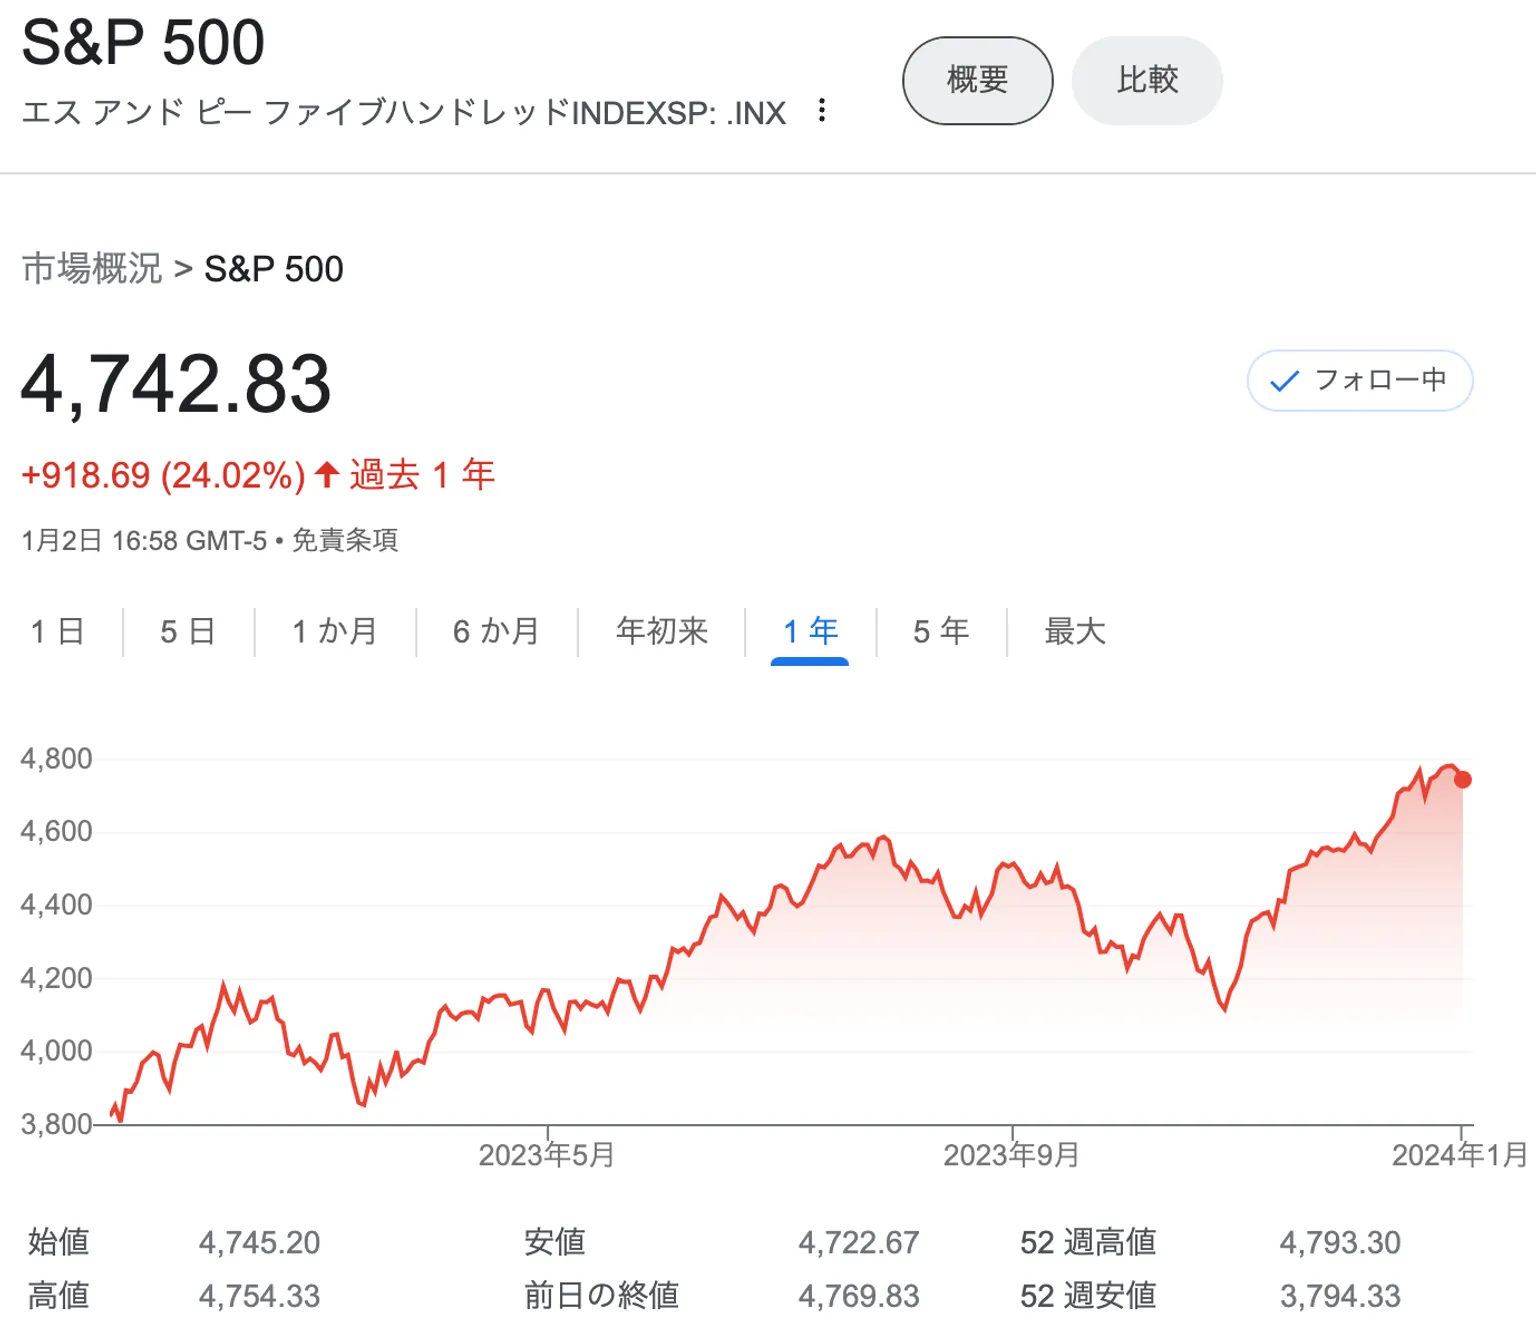 S&P 500
エス アンド ピー ファイブハンドレッドINDEXSP: .INX
概要
比較
市場概況 > S&P 500
4,742.83
フォロー中
+918.69 (24.02%) ↑ 過去 1 年
1月2日 16:58 GMT-5 • 免責条項
1 日
5 日
1 か月
6 か月
年初来
1 年
5 年
最大
4,800
4,600
4,400
4,200
4,000
3,800
2023年5月
2023年9月
2024年1月
始値 4,745.20 安値 4,722.67 52 週高値 4,793.30
高値 4,754.33 前日の終値 4,769.83 52 週安値 3,794.33